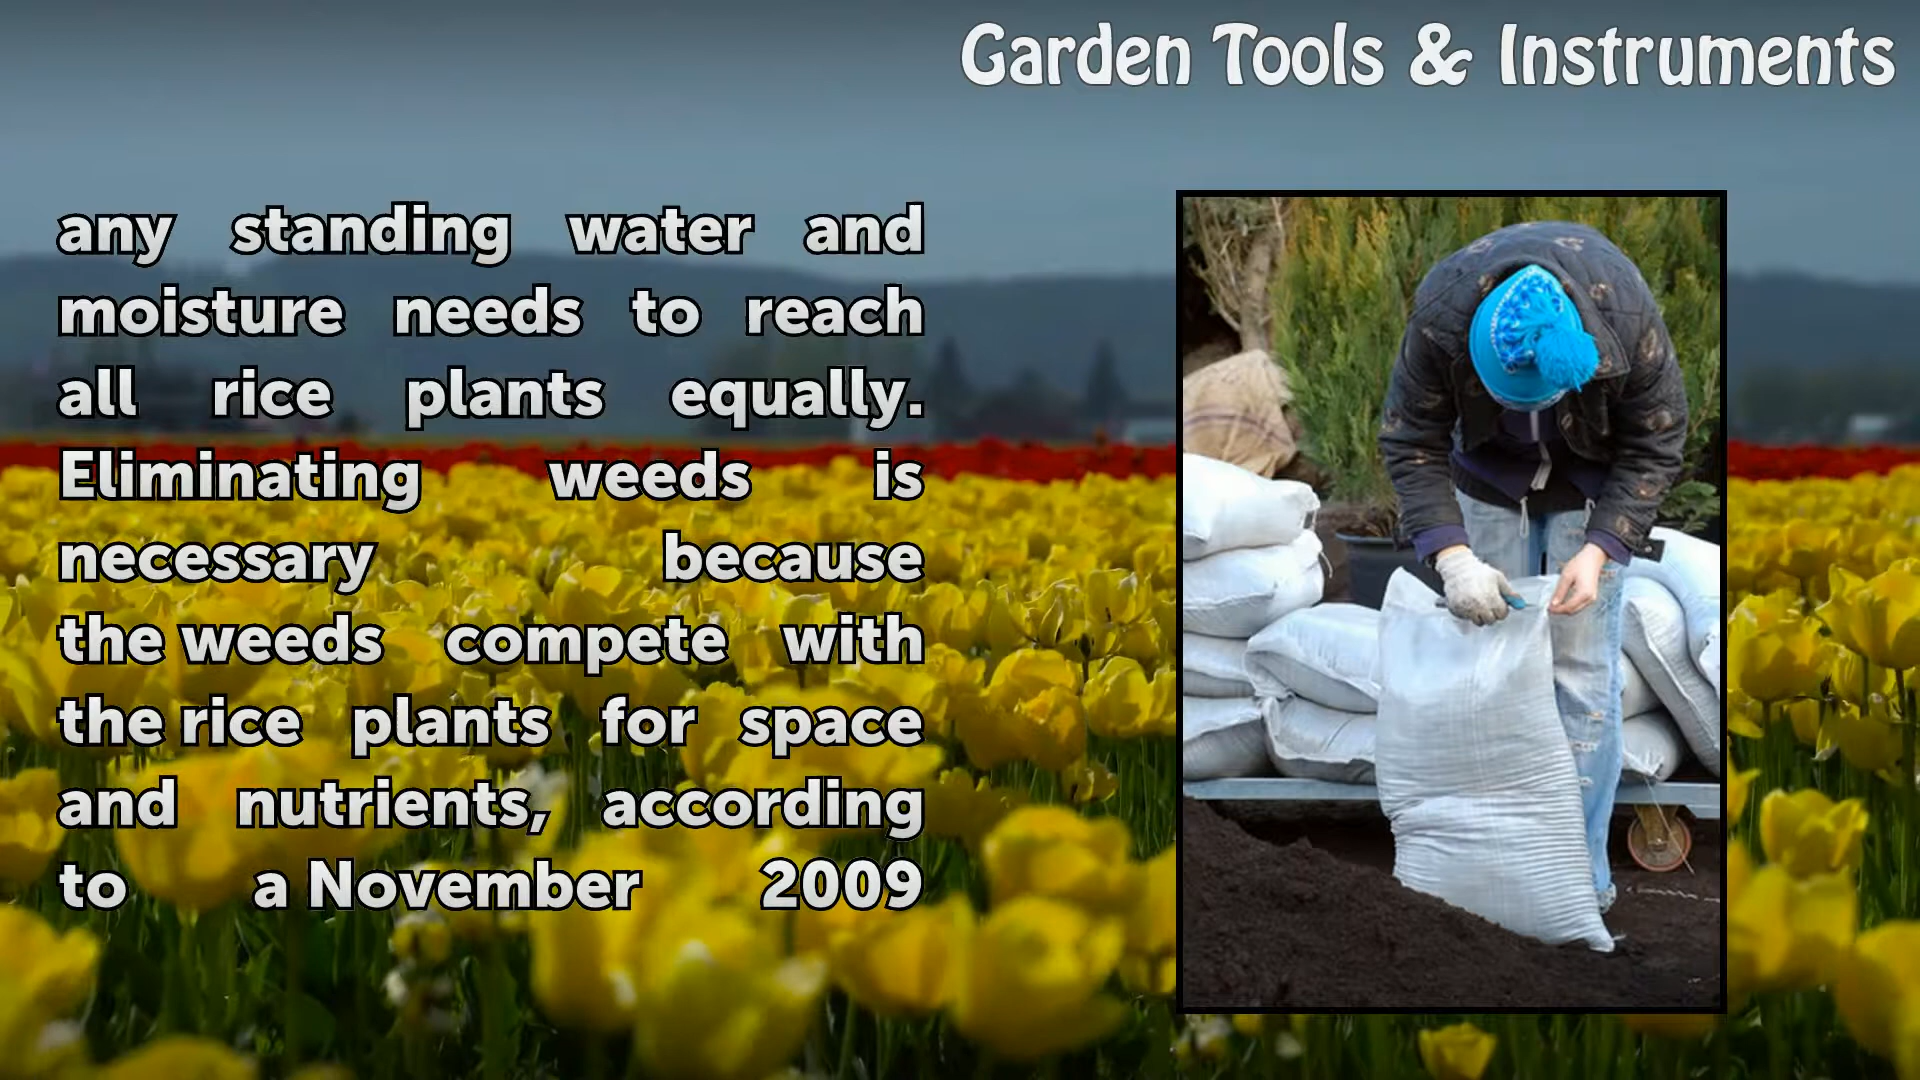 Garden Tools & Instruments
any standing water and
moisture needs to reach
all rice plants equally.
Eliminating weeds is
necessary because
the weeds compete with
the rice plants for space
and nutrients, according
to a November 2009